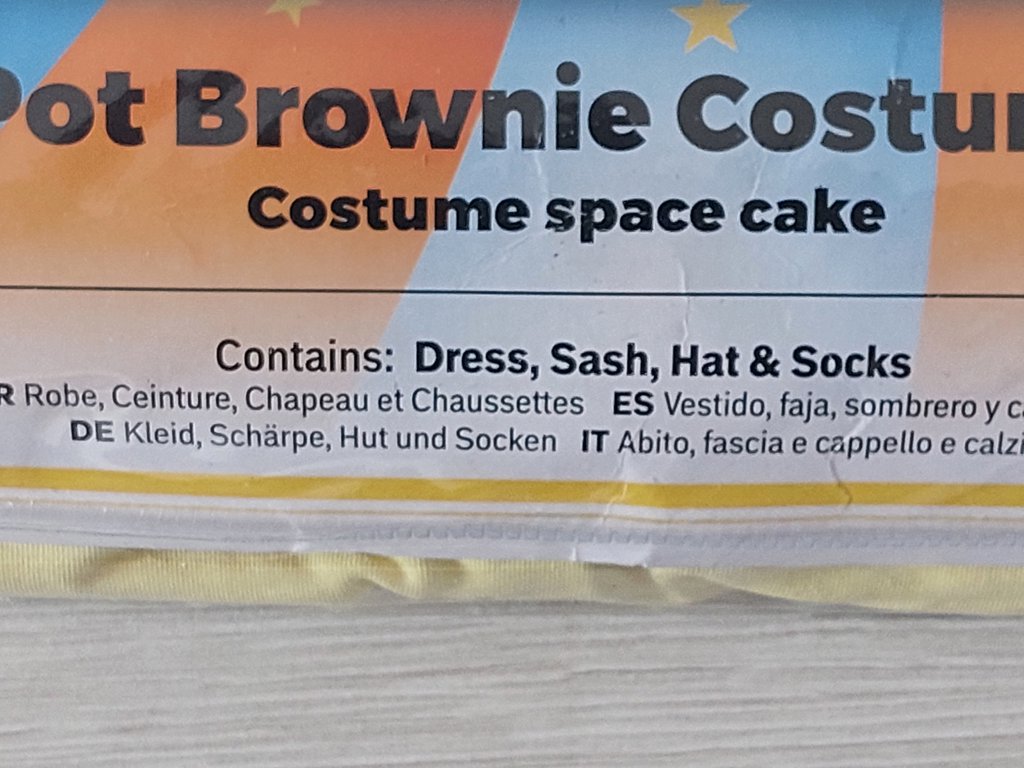 Pot Brownie Costu
Costume space cake
Contains: Dress, Sash, Hat & Socks
R Robe, Ceinture, Chapeau et Chaussettes ES Vestido, faja, sombrero y c
DE Kleid, Schärpe, Hut und Socken IT Abito, fascia e cappello e calzi